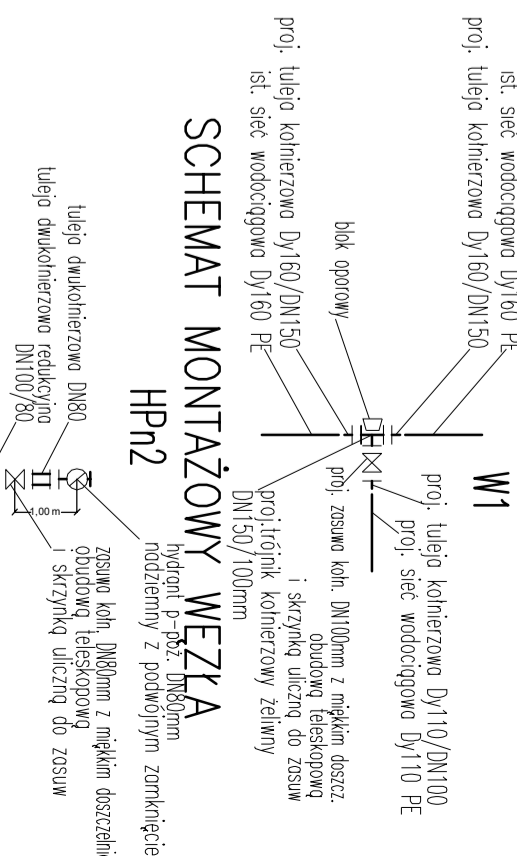 W1
ist. sieć wodociągowa Dy160 PE
proj. tuleja kołnierzowa Dy160/DN150
proj. tuleja kołnierzowa Dy110/DN100
proj. sieć wodociągowa Dy110 PE
blok oporowy
proj. tuleja kołnierzowa Dy160/DN150
ist. sieć wodociągowa Dy160 PE
proj. zasuwa kołn. DN100mm z miękkim doszcz.
obudową teleskopową
i skrzynką uliczną do zasuw
proj.trójnik kołnierzowy żeliwny
DN150/100mm
SCHEMAT MONTAŻOWY WĘZŁA
HPn2
hydrant p-poż. DN80mm
nadziemny z podwójnym zamknięcie
tuleja dwukołnierzowa DN80
tuleja dwukołnierzowa redukcyjna
DN100/80
1,00 m
zasuwa kołn. DN80mm z miękkim doszczelnie
obudową teleskopową
i skrzynką uliczną do zasuw